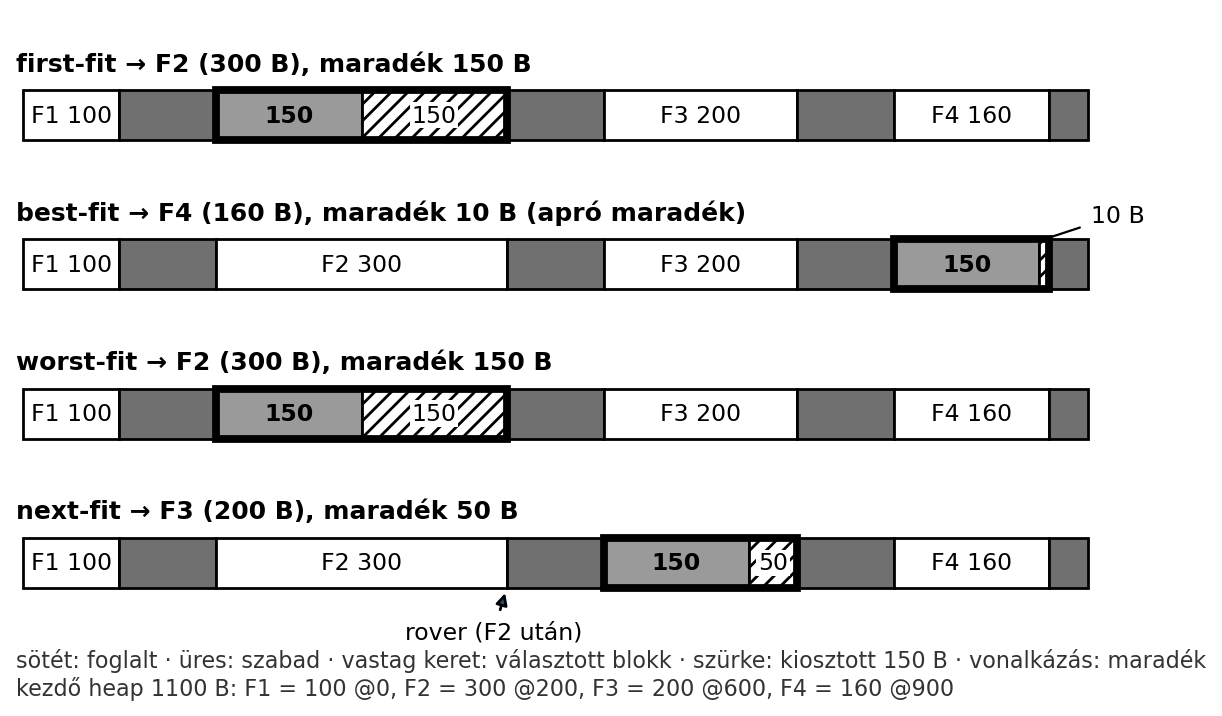 first-fit → F2 (300 B), maradék 150 B
F1 100 150 150 F3 200 F4 160
best-fit → F4 (160 B), maradék 10 B (apró maradék)
10 B
F1 100 F2 300 F3 200 150
worst-fit → F2 (300 B), maradék 150 B
F1 100 150 150 F3 200 F4 160
next-fit → F3 (200 B), maradék 50 B
F1 100 F2 300 150 50 F4 160
rover (F2 után)
sötét: foglalt · üres: szabad · vastag keret: választott blokk · szürke: kiosztott 150 B · vonalkázás: maradék
kezdő heap 1100 B: F1 = 100 @0, F2 = 300 @200, F3 = 200 @600, F4 = 160 @900